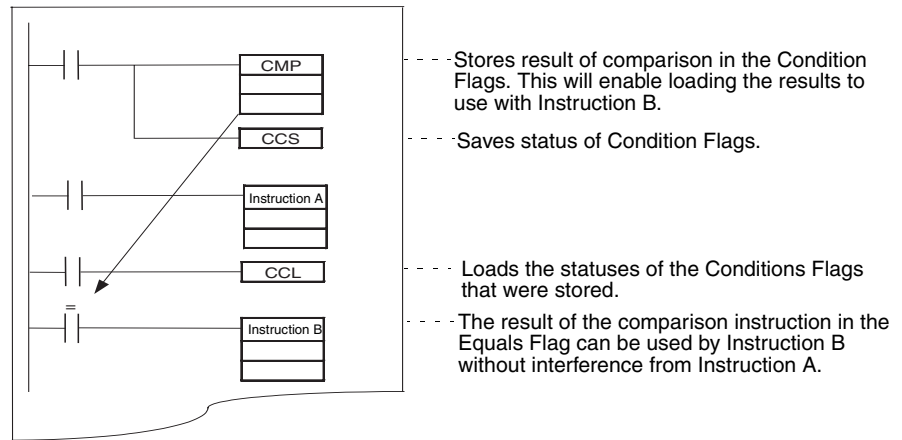 CMP
Stores result of comparison in the Condition
Flags. This will enable loading the results to
use with Instruction B.
CCS
Saves status of Condition Flags.
Instruction A
CCL
Loads the statuses of the Conditions Flags
that were stored.
=
Instruction B
The result of the comparison instruction in the
Equals Flag can be used by Instruction B
without interference from Instruction A.